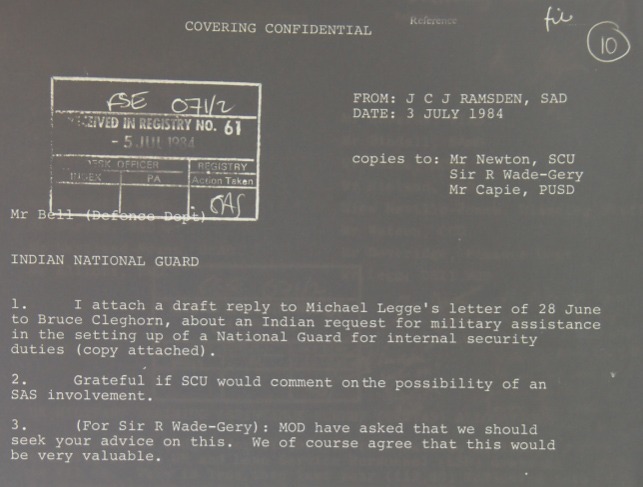 COVERING CONFIDENTIAL
Reference
file
10
FSE 071/2
RECEIVED IN REGISTRY NO. 61
- 5 JUL 1984
DESK OFFICER REGISTRY
INDEX PA Action Taken
FROM: J C J RAMSDEN, SAD
DATE: 3 JULY 1984
copies to: Mr Newton, SCU
Sir R Wade-Gery
Mr Capie, PUSD
Mr Bell (Defence Dept)
INDIAN NATIONAL GUARD
1. I attach a draft reply to Michael Legge's letter of 28 June
to Bruce Cleghorn, about an Indian request for military assistance
in the setting up of a National Guard for internal security
duties (copy attached).
2. Grateful if SCU would comment on the possibility of an
SAS involvement.
3. (For Sir R Wade-Gery): MOD have asked that we should
seek your advice on this. We of course agree that this would
be very valuable.